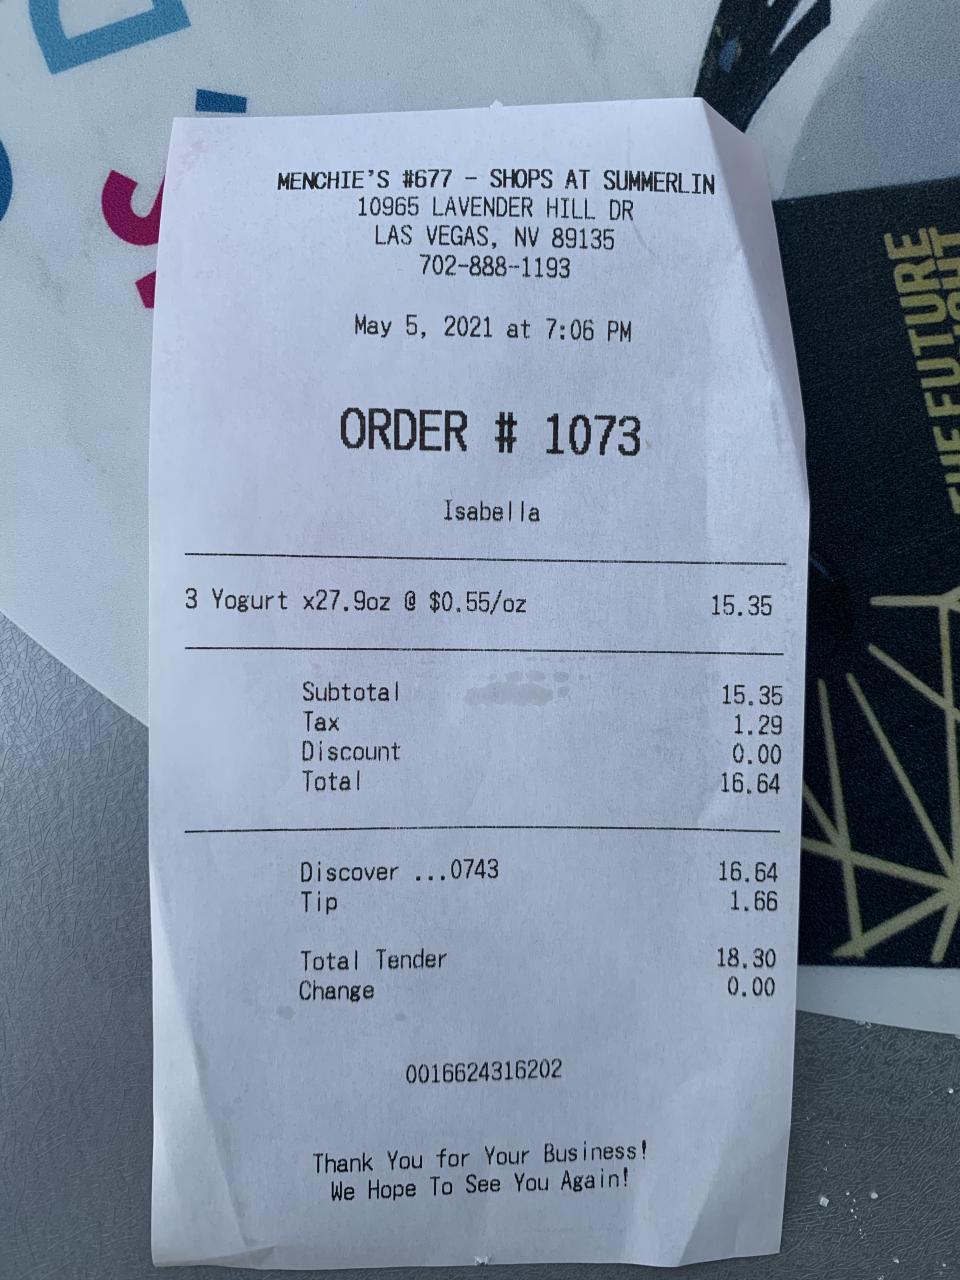 MENCHIE'S #677 - SHOPS AT SUMMERLIN
10965 LAVENDER HILL DR
LAS VEGAS, NV 89135
702-888-1193
May 5, 2021 at 7:06 PM
ORDER # 1073
Isabella
3 Yogurt x27.9oz @ $0.55/oz 15.35
Subtotal 15.35
Tax 1.29
Discount 0.00
Total 16.64
Discover ...0743 16.64
Tip 1.66
Total Tender 18.30
Change 0.00
0016624316202
Thank You for Your Business!
We Hope To See You Again!
THE FUTURE